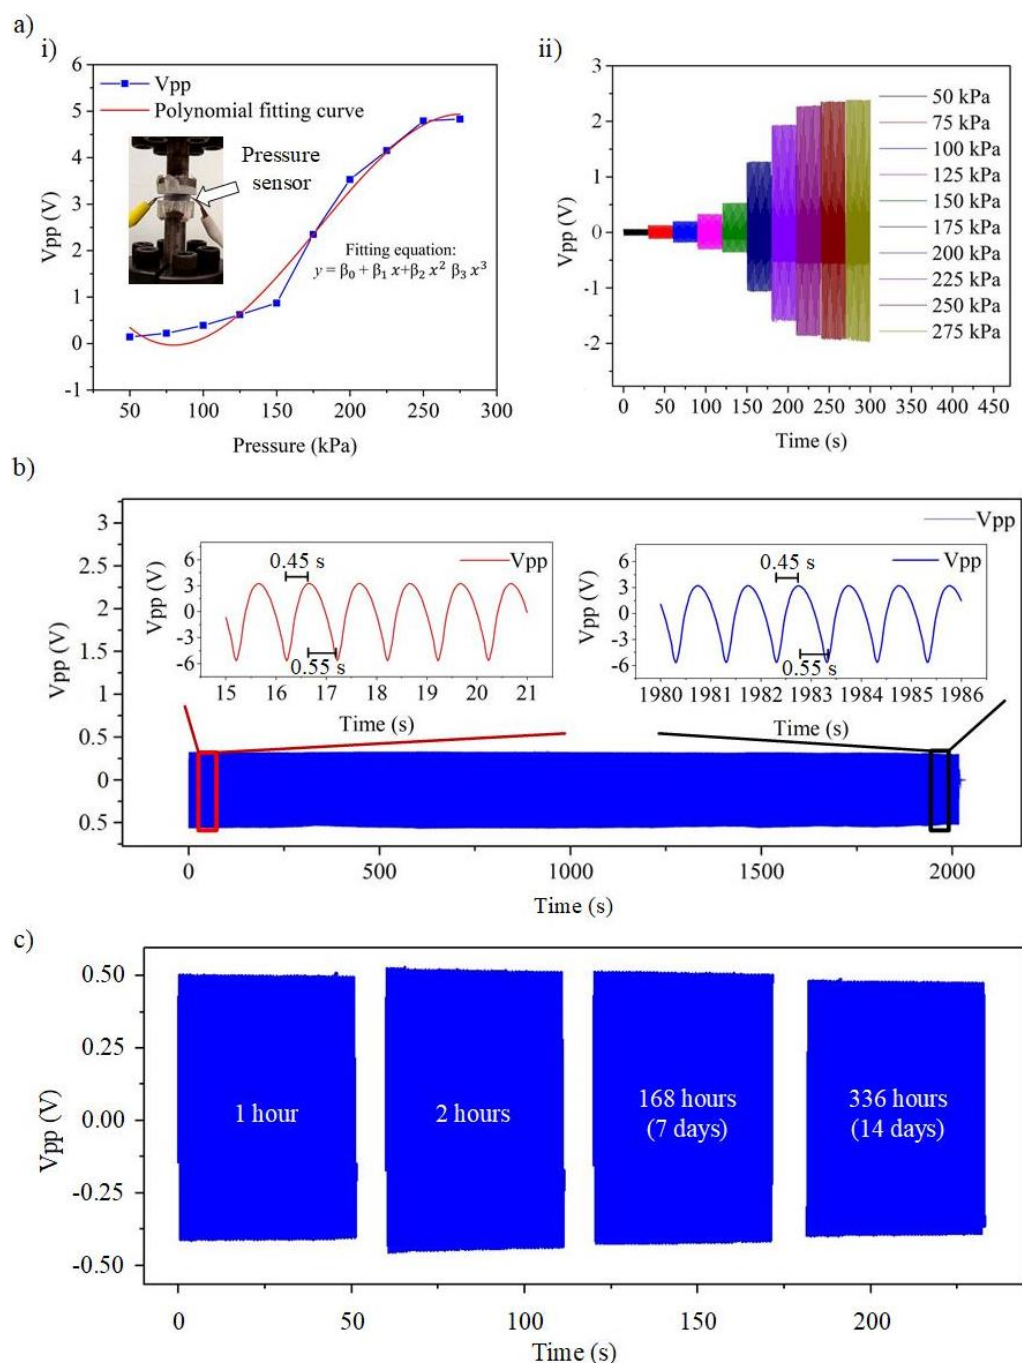 a)
i)
6
5
4
3
2
1
0
-1
Vpp (V)
Vpp
Polynomial fitting curve
Pressure
sensor
Fitting equation:
y = β₀ + β₁ x+β₂ x² β₃ x³
50 100 150 200 250 300
Pressure (kPa)
ii)
3
2
1
0
-1
-2
Vpp (V)
50 kPa
75 kPa
100 kPa
125 kPa
150 kPa
175 kPa
200 kPa
225 kPa
250 kPa
275 kPa
0 50 100 150 200 250 300 350 400 450
Time (s)
b)
3
2.5
2
1.5
1
0.5
0
0.5
Vpp (V)
Vpp
6
3
0
-3
-6
Vpp (V)
Vpp
0.45 s
0.55 s
15 16 17 18 19 20 21
Time (s)
6
3
0
-3
-6
Vpp (V)
Vpp
0.45 s
0.55 s
1980 1981 1982 1983 1984 1985 1986
Time (s)
0 500 1000 1500 2000
Time (s)
c)
0.50
0.25
0.00
-0.25
-0.50
Vpp (V)
1 hour
2 hours
168 hours
(7 days)
336 hours
(14 days)
0 50 100 150 200
Time (s)